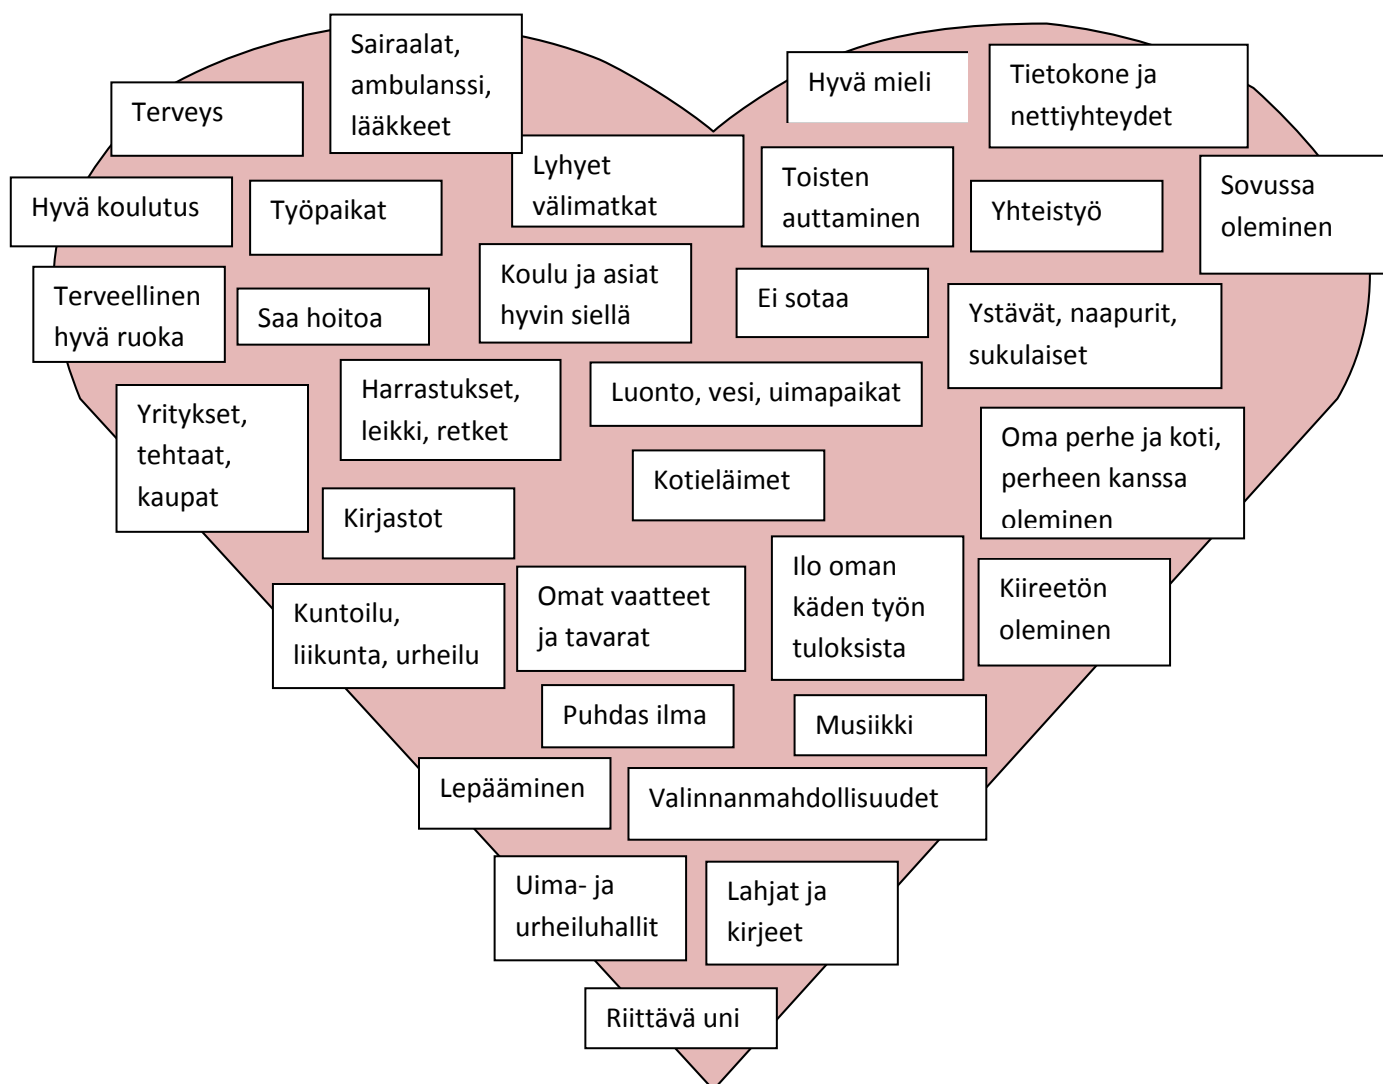 Sairaalat,
ambulanssi,
lääkkeet
Hyvä mieli
Tietokone ja
nettiyhteydet
Terveys
Lyhyet
välimatkat
Toisten
auttaminen
Sovussa
oleminen
Hyvä koulutus
Työpaikat
Yhteistyö
Koulu ja asiat
hyvin siellä
Ei sotaa
Terveellinen
hyvä ruoka
Saa hoitoa
Ystävät, naapurit,
sukulaiset
Harrastukset,
leikki, retket
Luonto, vesi, uimapaikat
Yritykset,
tehtaat,
kaupat
Oma perhe ja koti,
perheen kanssa
oleminen
Kotieläimet
Kirjastot
Ilo oman
käden työn
tuloksista
Kiireetön
oleminen
Omat vaatteet
ja tavarat
Kuntoilu,
liikunta, urheilu
Puhdas ilma
Musiikki
Lepääminen
Valinnanmahdollisuudet
Uima- ja
urheiluhallit
Lahjat ja
kirjeet
Riittävä uni